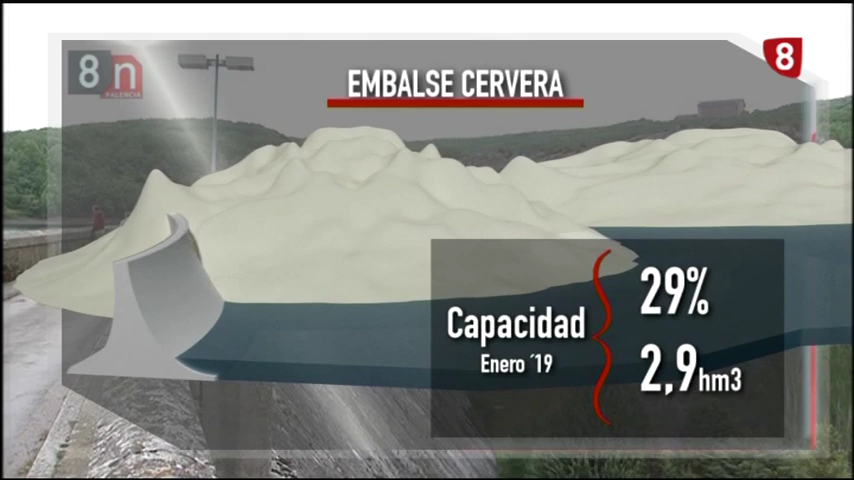 8n
PALENCIA
8
EMBALSE CERVERA
Capacidad
Enero ´19
29%
2,9hm3